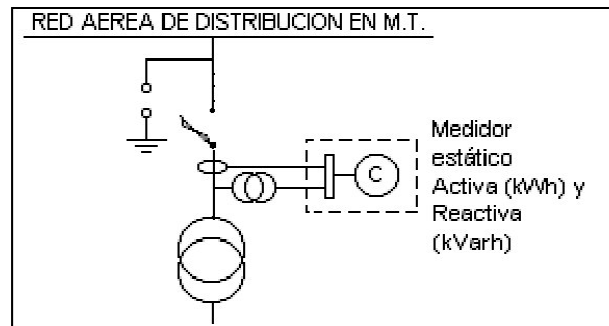 RED AEREA DE DISTRIBUCION EN M.T.
Medidor
estático
Activa (kWh) y
C
Reactiva
(kVarh)